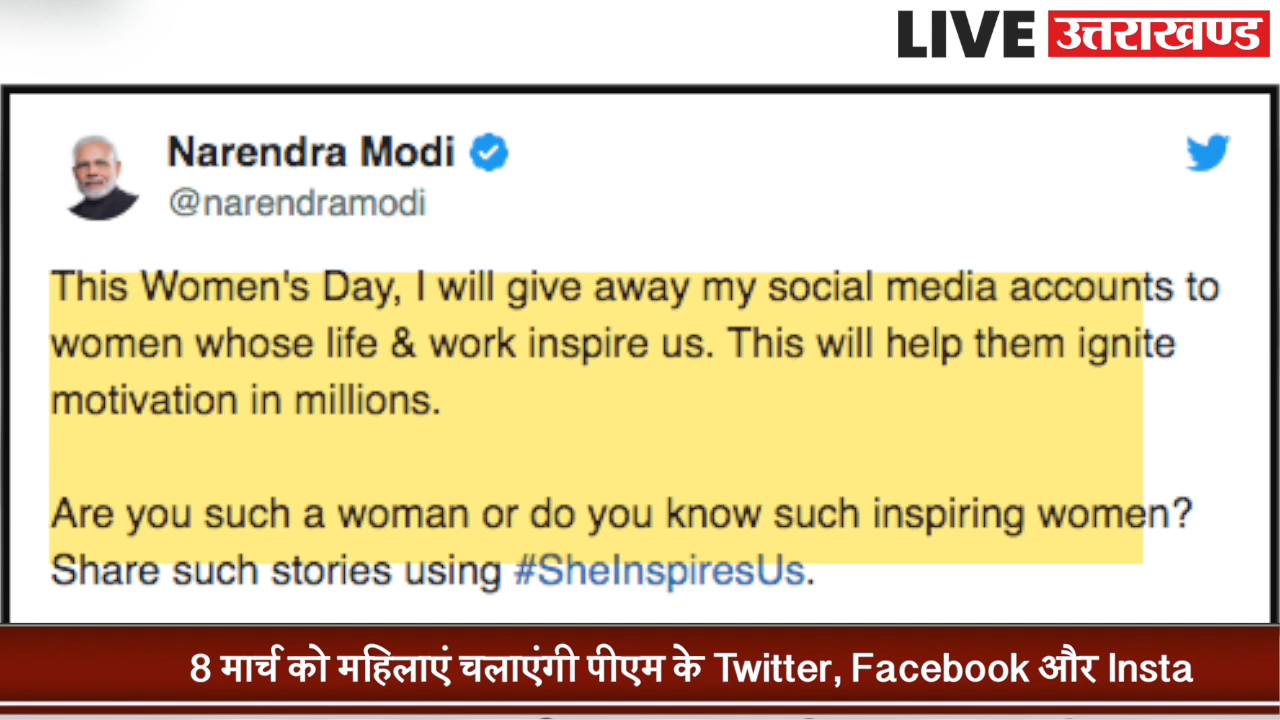 LIVE उत्तराखण्ड
Narendra Modi
@narendramodi
This Women's Day, I will give away my social media accounts to
women whose life & work inspire us. This will help them ignite
motivation in millions.
Are you such a woman or do you know such inspiring women?
Share such stories using #SheInspiresUs.
8 मार्च को महिलाएं चलाएंगी पीएम के Twitter, Facebook और Insta